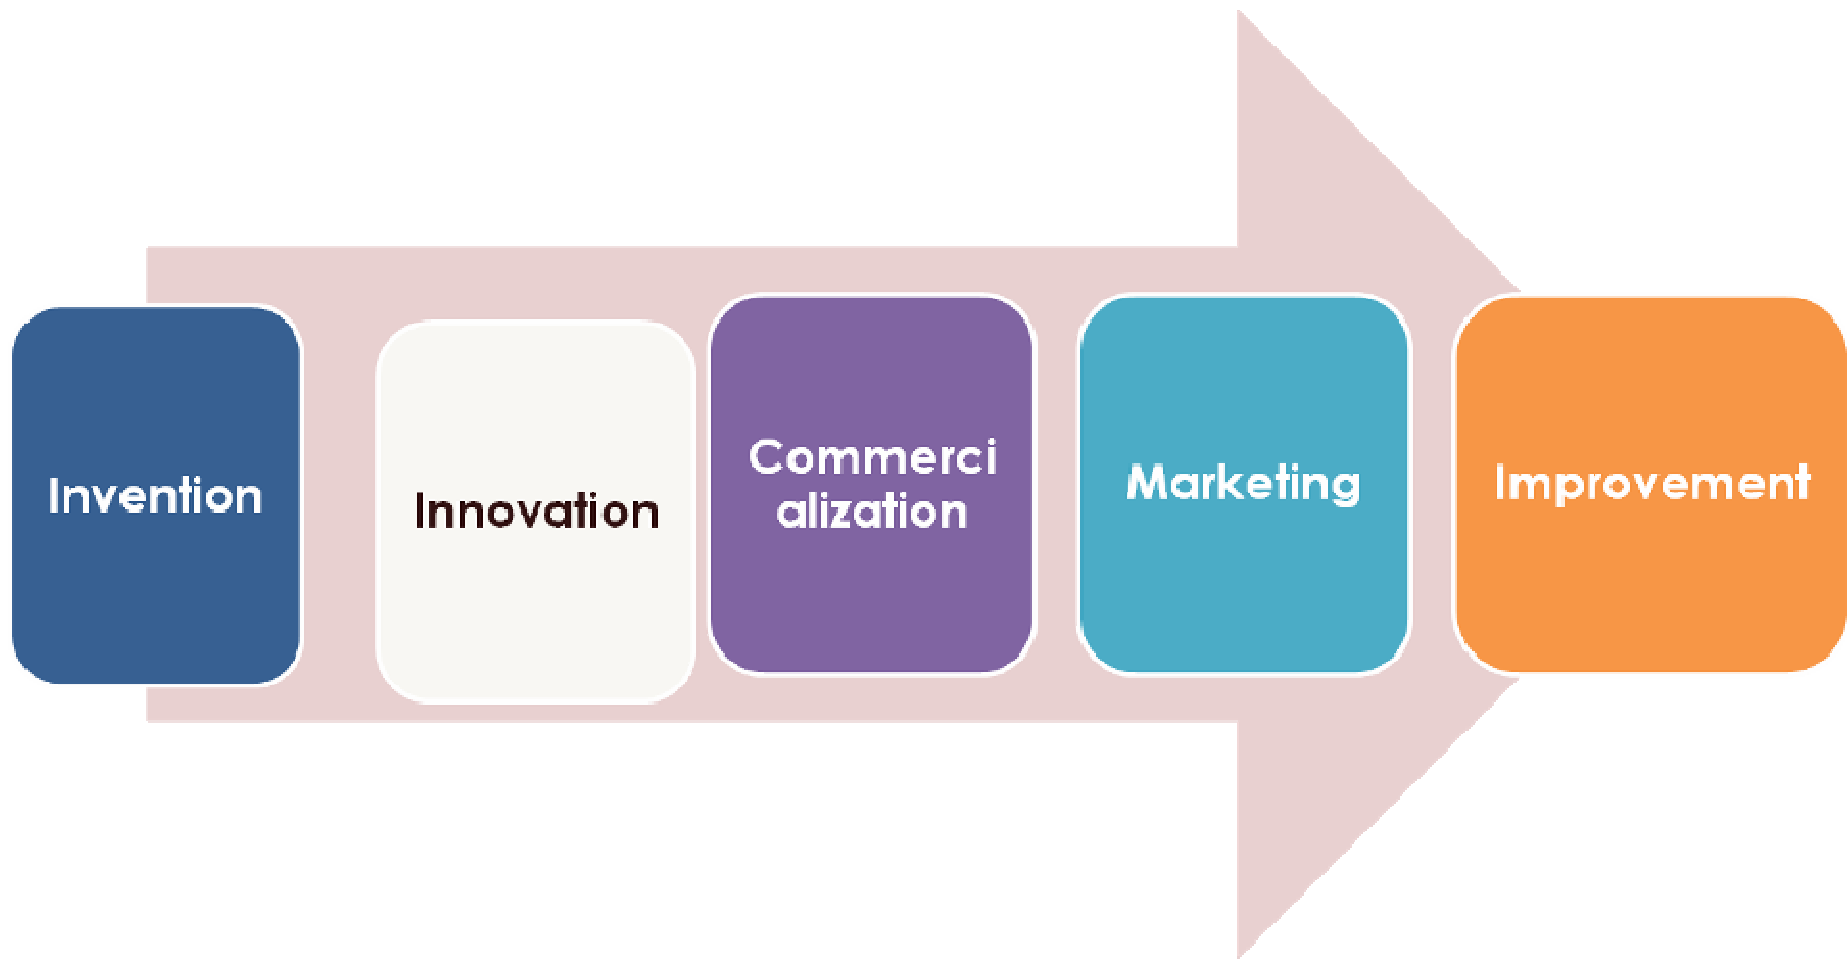 Invention
Innovation
Commerci
alization
Marketing
Improvement